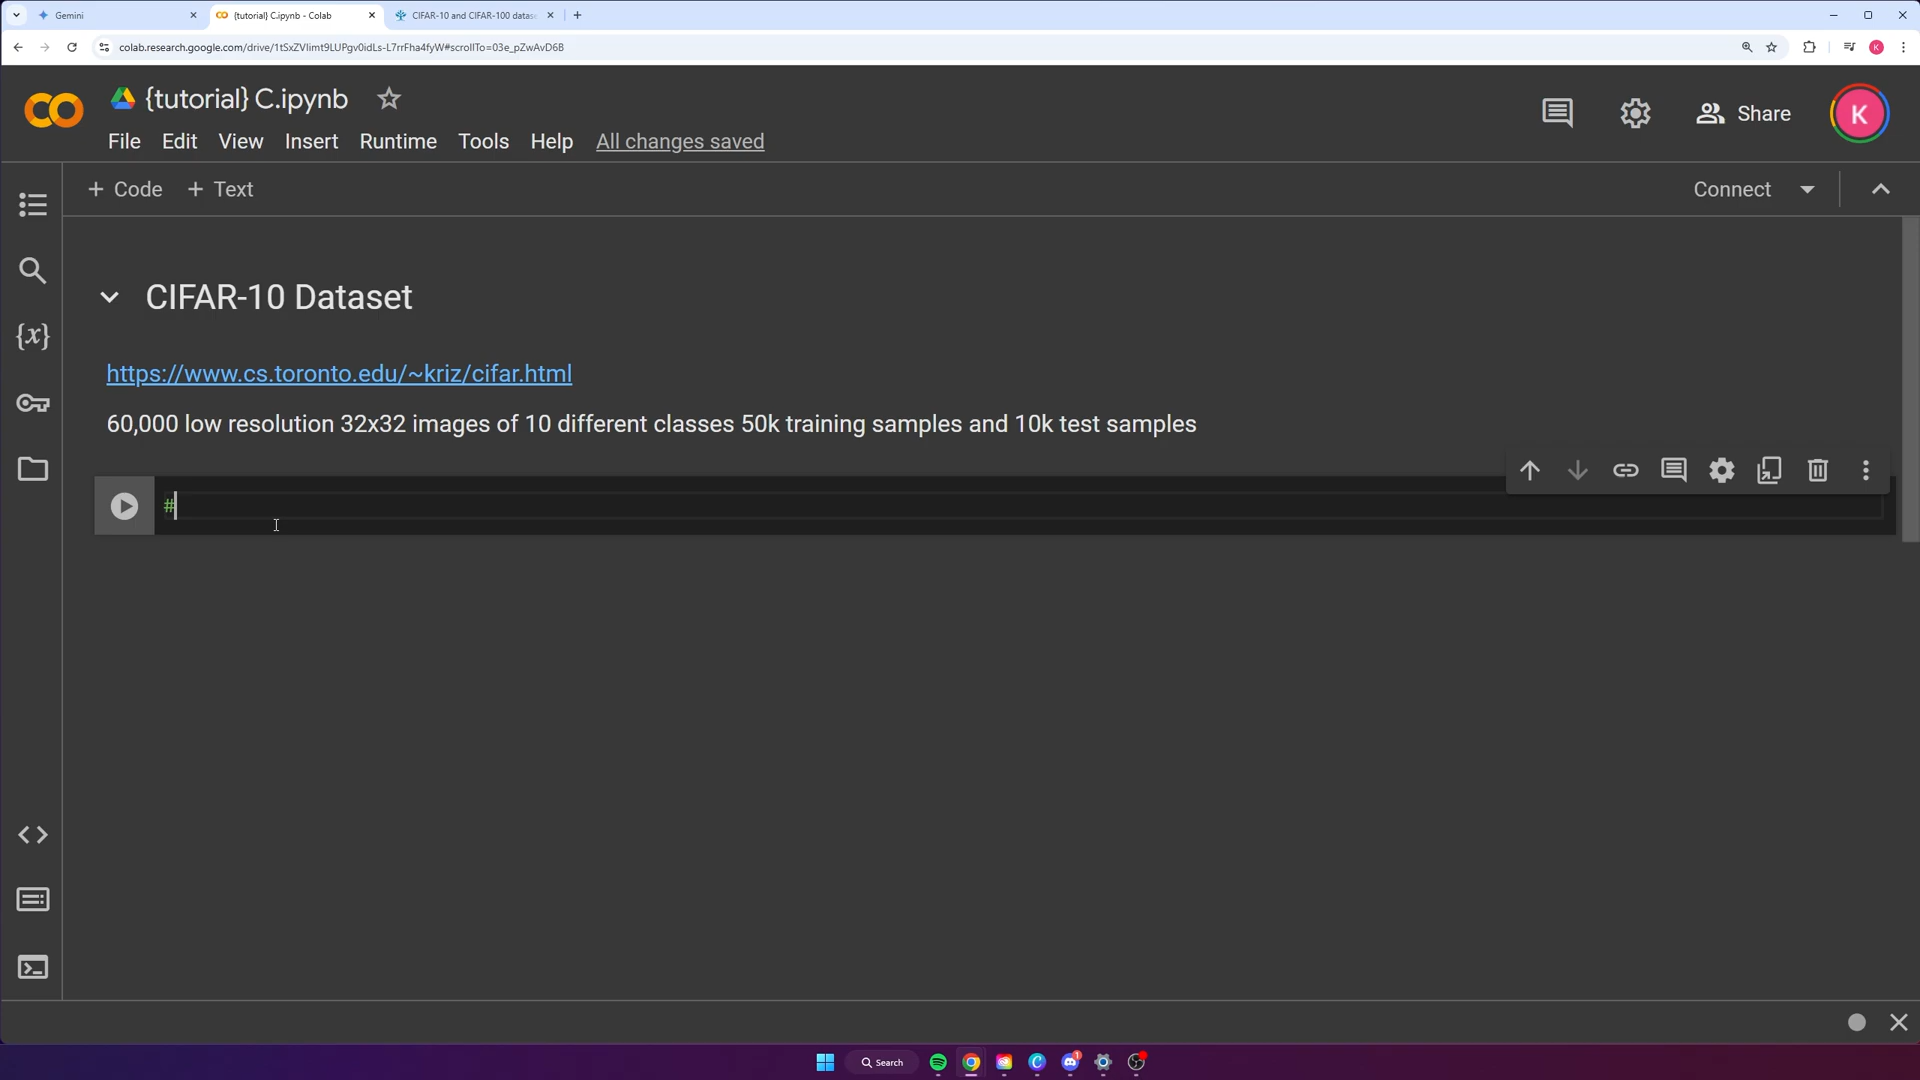 Gemini
{tutorial} C.ipynb - Colab
CIFAR-10 and CIFAR-100 datase
colab.research.google.com/drive/1tSxZVlimt9LUPgv0idLs-L7rrFha4fyW#scrollTo=03e_pZwAvD6B
K
{tutorial} C.ipynb
Share
K
File Edit View Insert Runtime Tools Help All changes saved
+ Code + Text
Connect
CIFAR-10 Dataset
{x}
https://www.cs.toronto.edu/~kriz/cifar.html
60,000 low resolution 32x32 images of 10 different classes 50k training samples and 10k test samples
#
Search
1